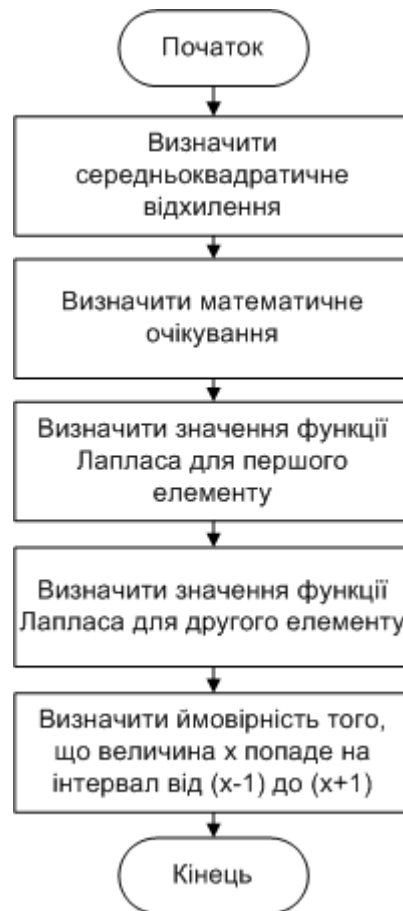 Початок
Визначити
середньоквадратичне
відхилення
Визначити математичне
очікування
Визначити значення функції
Лапласа для першого
елементу
Визначити значення функції
Лапласа для другого елементу
Визначити ймовірність того,
що величина х попаде на
інтервал від (х-1) до (х+1)
Кінець